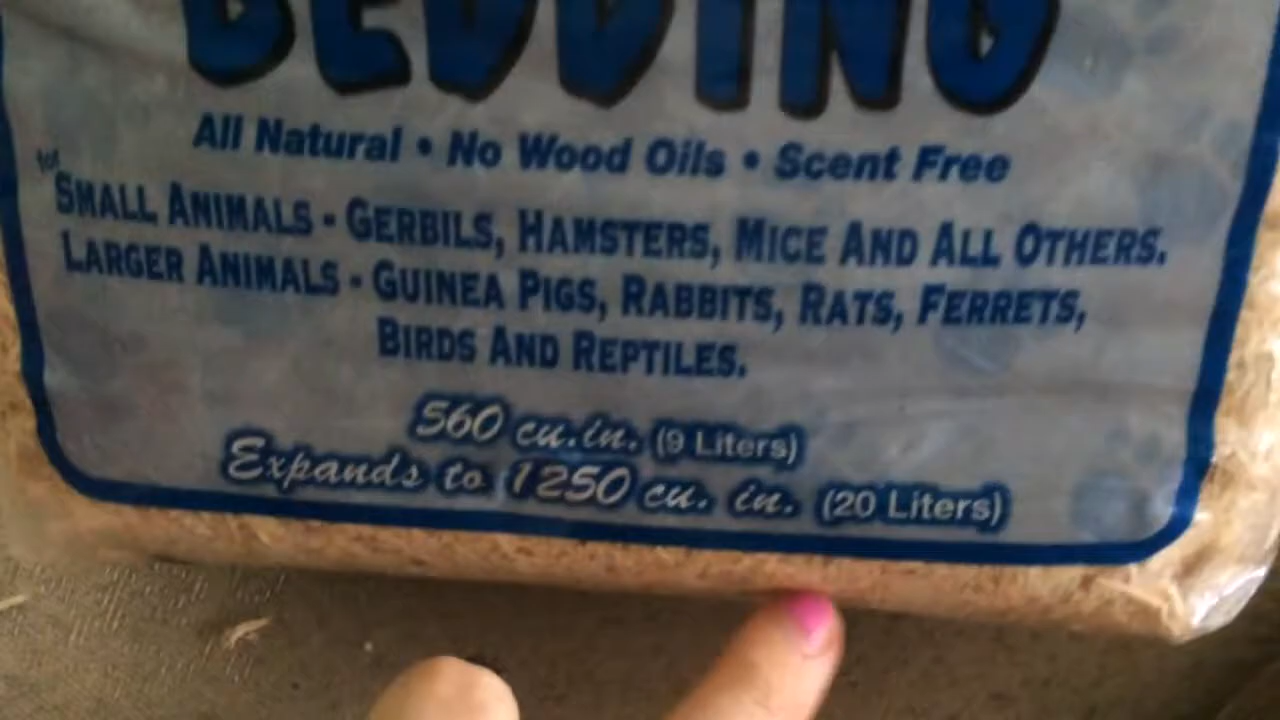 BEDDING
All Natural • No Wood Oils • Scent Free
for
SMALL ANIMALS - GERBILS, HAMSTERS, MICE AND ALL OTHERS.
LARGER ANIMALS - GUINEA PIGS, RABBITS, RATS, FERRETS,
BIRDS AND REPTILES.
560 cu.in. (9 Liters)
Expands to 1250 cu. in. (20 Liters)